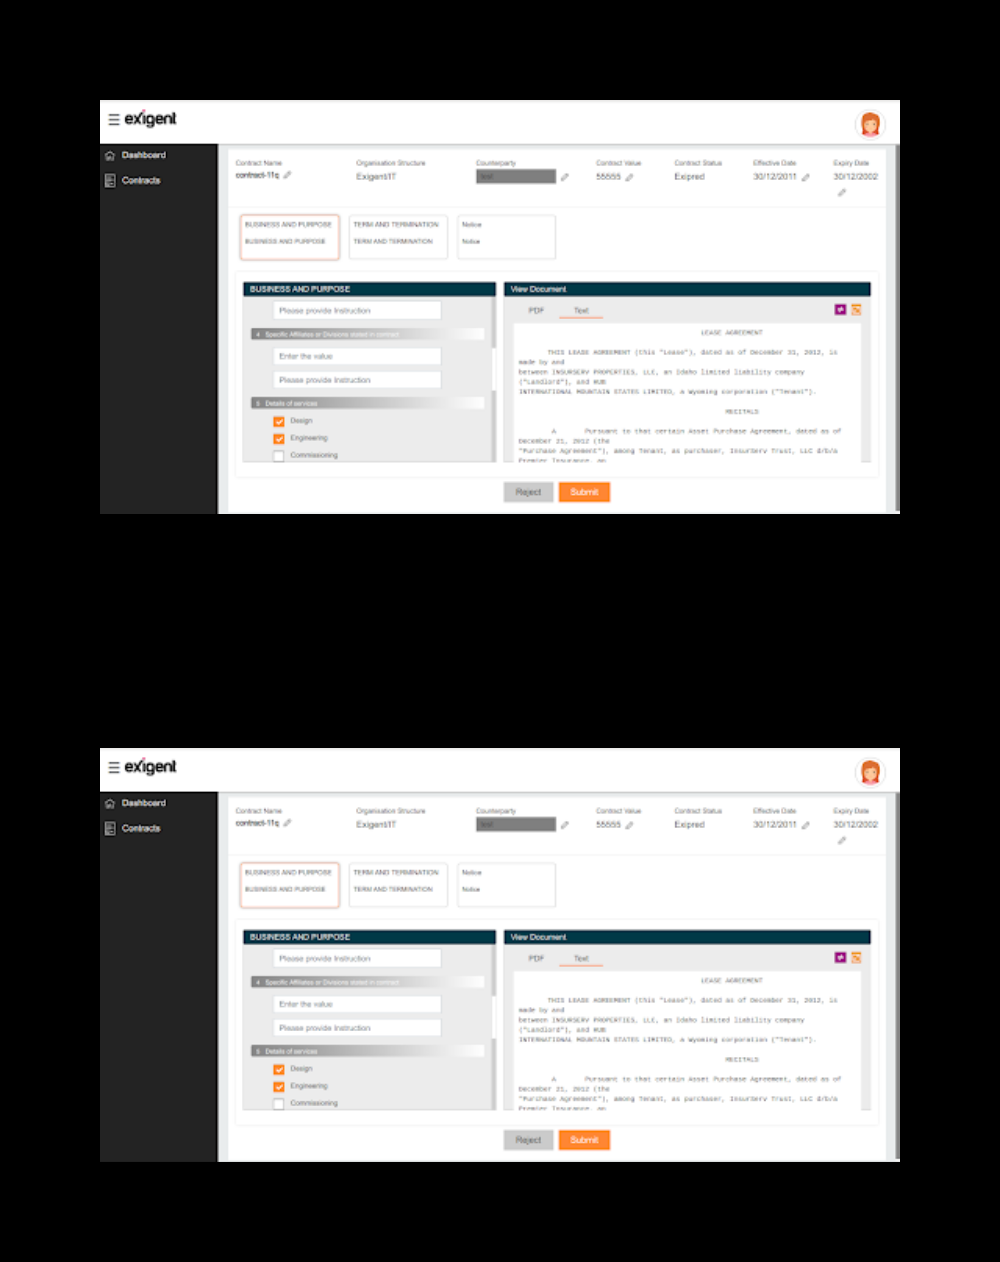 exigent
Dashboard
Contracts
Contract Name Organisation Structure Counterparty Contract Value Contract Status Effective Date Expiry Date
contract-11q Exigent\IT test 55555 Exipred 30/12/2011 30/12/2002
BUSINESS AND PURPOSE TERM AND TERMINATION Notice
BUSINESS AND PURPOSE TERM AND TERMINATION Notice
BUSINESS AND PURPOSE View Document
Please provide Instruction PDF Text
4 Specific Affiliates or Divisions stated in contract
Enter the value
Please provide Instruction
5 Details of services
Design
Engineering
Commissioning
LEASE AGREEMENT
THIS LEASE AGREEMENT (this "Lease"), dated as of December 31, 2012, is
made by and
between INSURSERV PROPERTIES, LLC, an Idaho limited liability company
("Landlord"), and HUB
INTERNATIONAL MOUNTAIN STATES LIMITED, a Wyoming corporation ("Tenant").
RECITALS
A Pursuant to that certain Asset Purchase Agreement, dated as of
December 21, 2012 (the
"Purchase Agreement"), among Tenant, as purchaser, InsurServ Trust, LLC d/b/a
Premier Insurance, an
Reject Submit
exigent
Dashboard
Contracts
Contract Name Organisation Structure Counterparty Contract Value Contract Status Effective Date Expiry Date
contract-11q Exigent\IT test 55555 Exipred 30/12/2011 30/12/2002
BUSINESS AND PURPOSE TERM AND TERMINATION Notice
BUSINESS AND PURPOSE TERM AND TERMINATION Notice
BUSINESS AND PURPOSE View Document
Please provide Instruction PDF Text
4 Specific Affiliates or Divisions stated in contract
Enter the value
Please provide Instruction
5 Details of services
Design
Engineering
Commissioning
LEASE AGREEMENT
THIS LEASE AGREEMENT (this "Lease"), dated as of December 31, 2012, is
made by and
between INSURSERV PROPERTIES, LLC, an Idaho limited liability company
("Landlord"), and HUB
INTERNATIONAL MOUNTAIN STATES LIMITED, a Wyoming corporation ("Tenant").
RECITALS
A Pursuant to that certain Asset Purchase Agreement, dated as of
December 21, 2012 (the
"Purchase Agreement"), among Tenant, as purchaser, InsurServ Trust, LLC d/b/a
Premier Insurance, an
Reject Submit